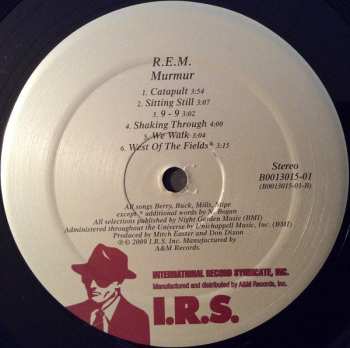 R.E.M.
Murmur
1. Catapult 3:54
2. Sitting Still 3:07
3. 9 - 9 3:02
4. Shaking Through 4:00
5. We Walk 3:04
6. West Of The Fields* 3:15
Stereo
B0013015-01
(B0013015-01-B)
All songs Berry, Buck, Mills, Stipe
except * additional words by N. Bogan
All selections published by Night Garden Music (BMI)
Administered throughout the Universe by Unichappell Music, Inc. (BMI)
Produced by Mitch Easter and Don Dixon
℗ © 2009 I.R.S. Inc. Manufactured by
A&M Records.
INTERNATIONAL RECORD SYNDICATE, INC.
Manufactured and distributed by A&M Records, Inc.
I.R.S.